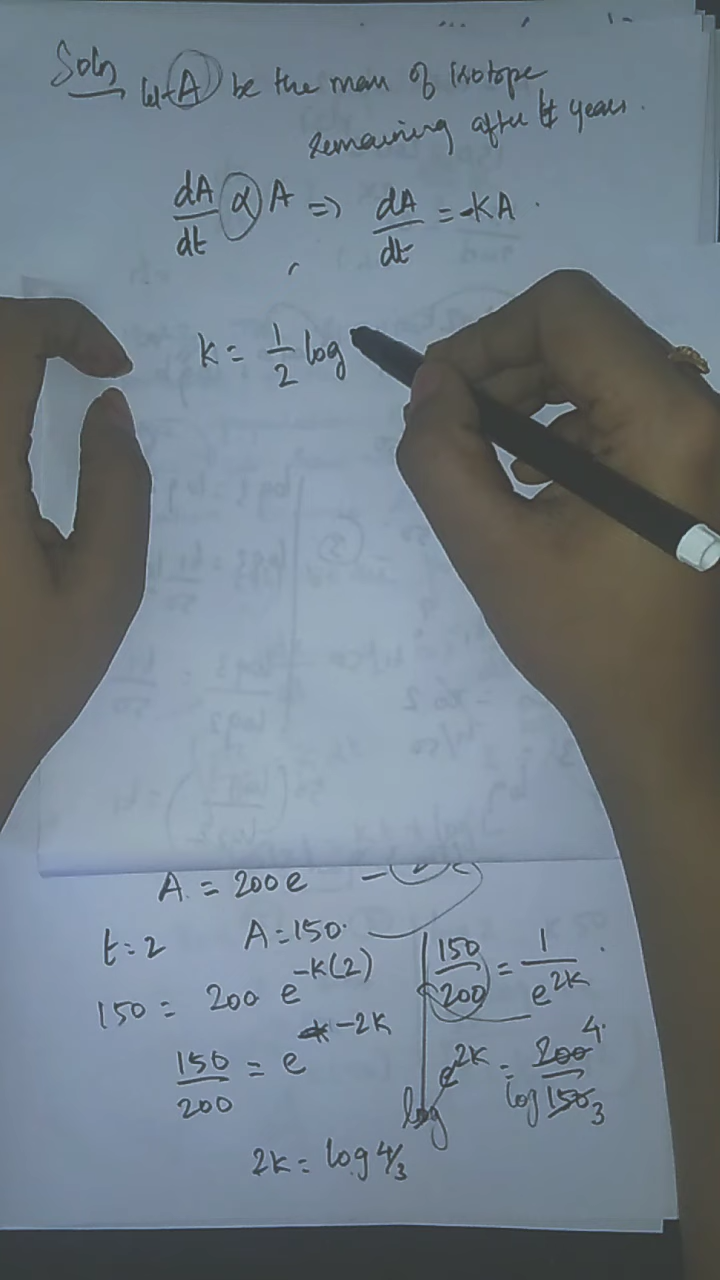 Soln Let A be the mass of isotope
remaining after t years.
dA/dt ∝ A ⇒ dA/dt = -KA.
K = 1/2 log
A = 200e
t=2 A=150.
150 = 200 e^-K(2)
150/200 = e^-2K
150/200 = 1/e^2K.
log e^2K = 200 4 / log 150 3
2K = log 4/3